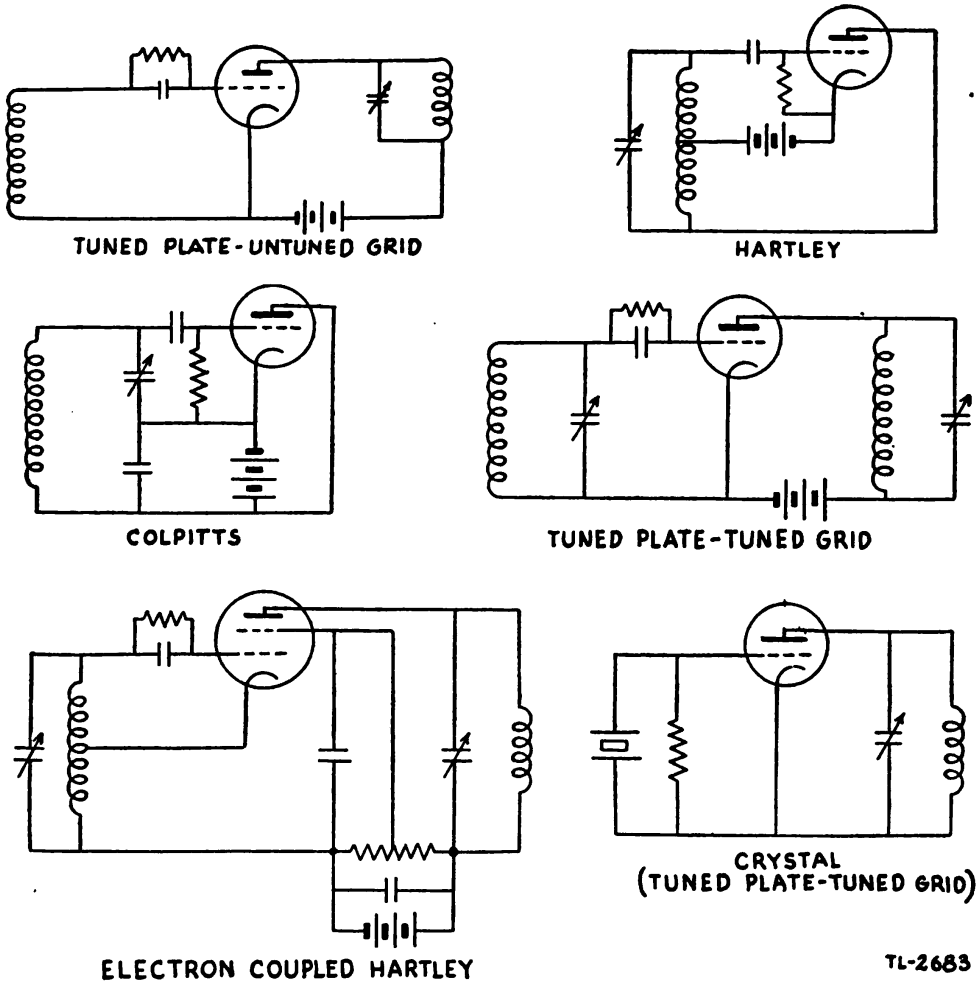 TUNED PLATE-UNTUNED GRID
HARTLEY
COLPITTS
TUNED PLATE-TUNED GRID
ELECTRON COUPLED HARTLEY
CRYSTAL
(TUNED PLATE-TUNED GRID)
TL-2683